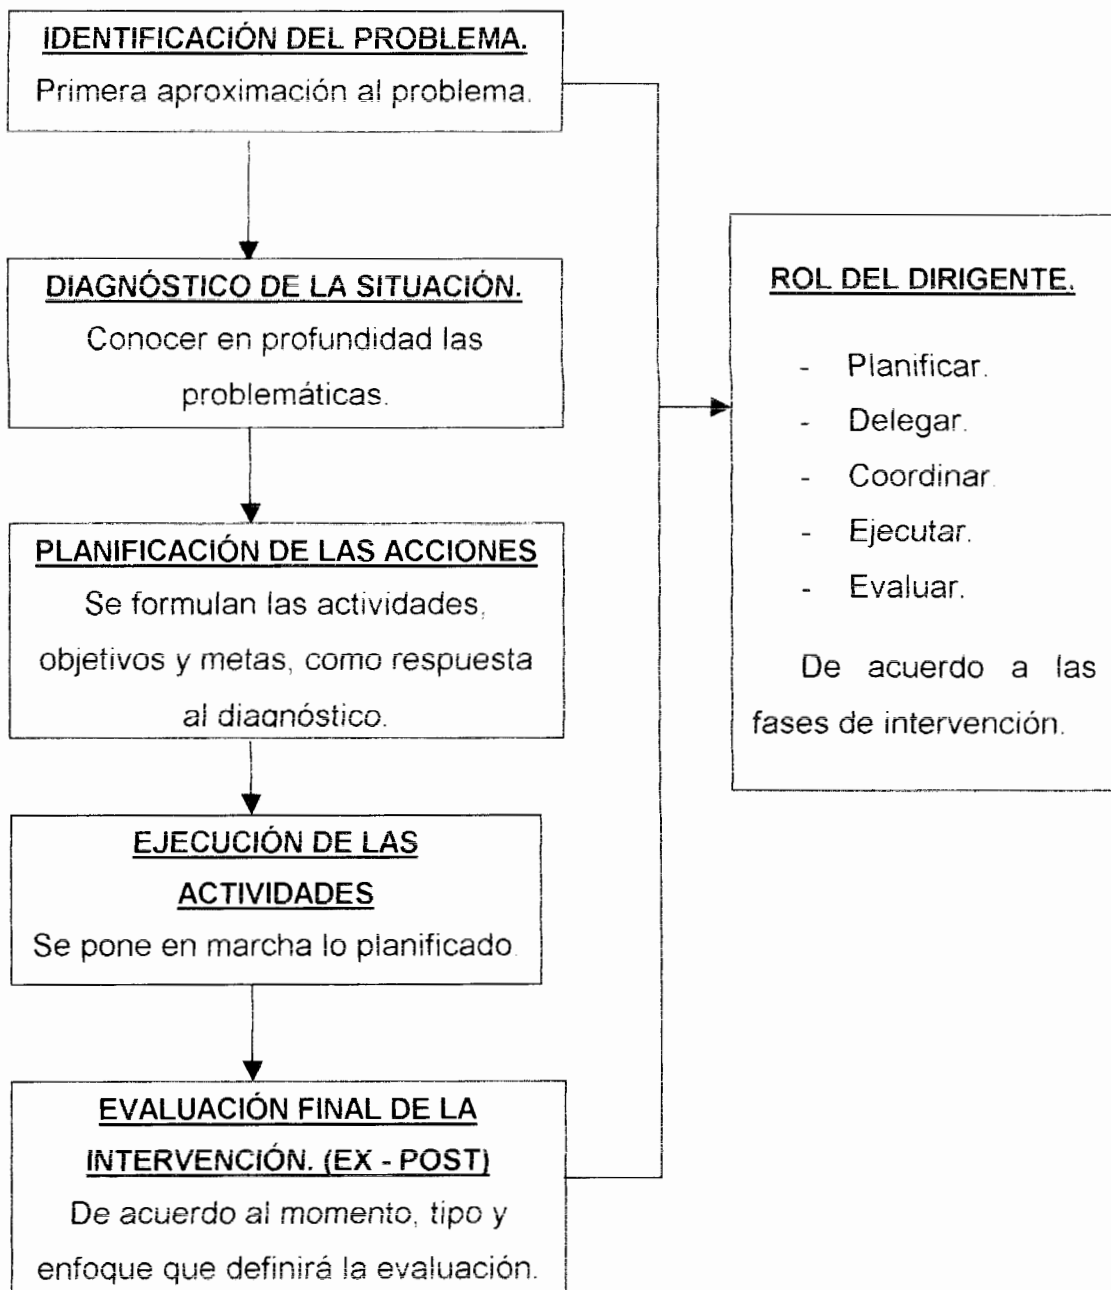 IDENTIFICACIÓN DEL PROBLEMA.
Primera aproximación al problema.
DIAGNÓSTICO DE LA SITUACIÓN.
Conocer en profundidad las
problemáticas.
PLANIFICACIÓN DE LAS ACCIONES
Se formulan las actividades,
objetivos y metas, como respuesta
al diagnóstico.
EJECUCIÓN DE LAS
ACTIVIDADES
Se pone en marcha lo planificado.
EVALUACIÓN FINAL DE LA
INTERVENCIÓN. (EX - POST)
De acuerdo al momento, tipo y
enfoque que definirá la evaluación.
ROL DEL DIRIGENTE.
- Planificar.
- Delegar.
- Coordinar.
- Ejecutar.
- Evaluar.
De acuerdo a las
fases de intervención.